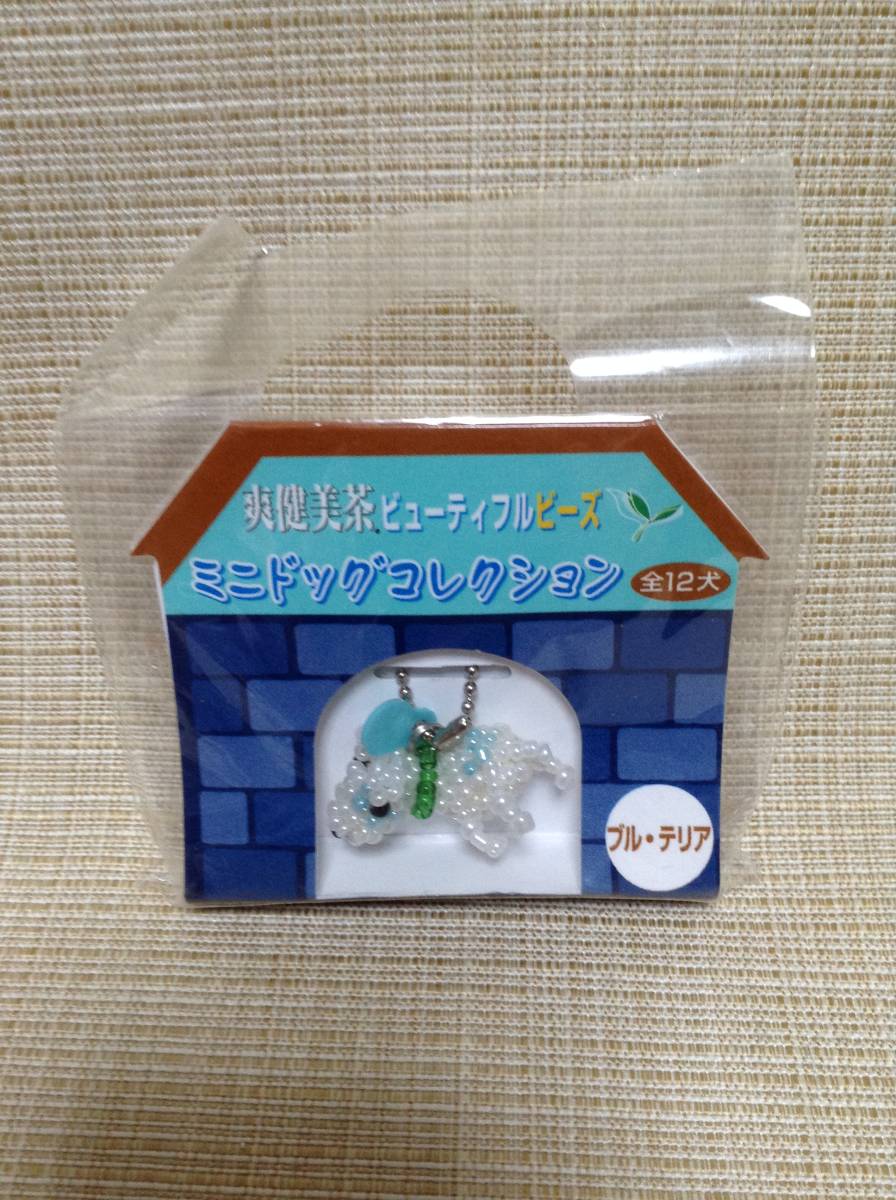 爽健美茶ビューティフルビーズ
ミニドッグコレクション 全12犬
ブル・テリア